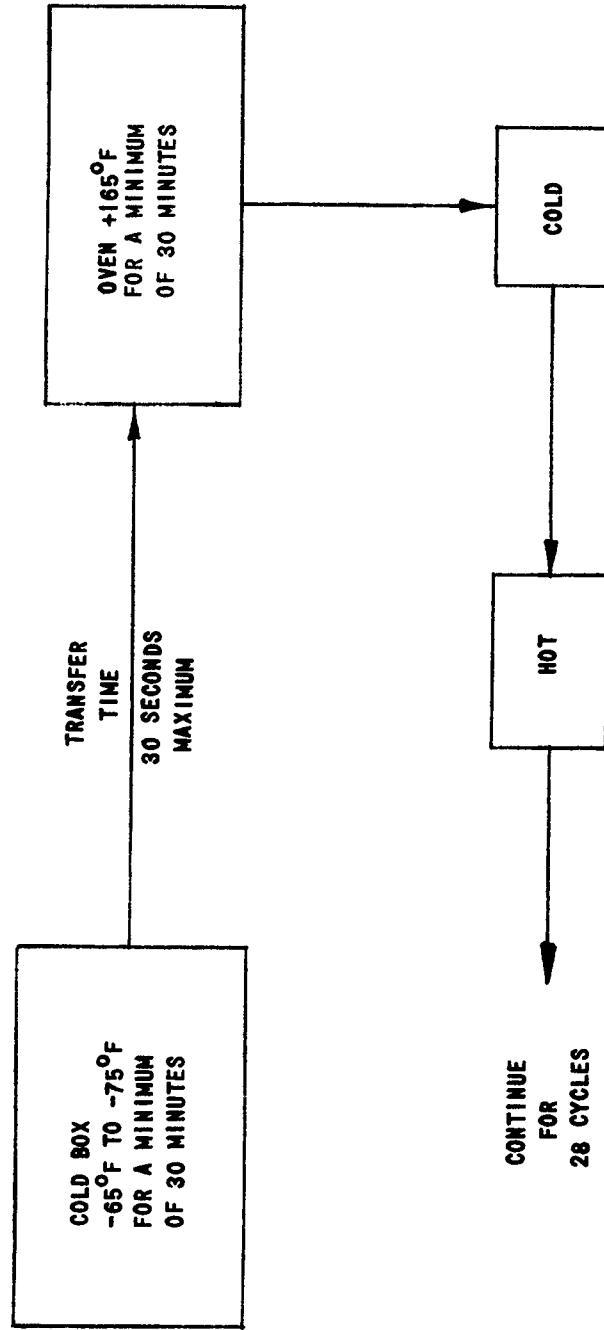 COLD BOX
-65°F TO -75°F
FOR A MINIMUM
OF 30 MINUTES
TRANSFER
TIME
30 SECONDS
MAXIMUM
OVEN +165°F
FOR A MINIMUM
OF 30 MINUTES
COLD
HOT
CONTINUE
FOR
28 CYCLES